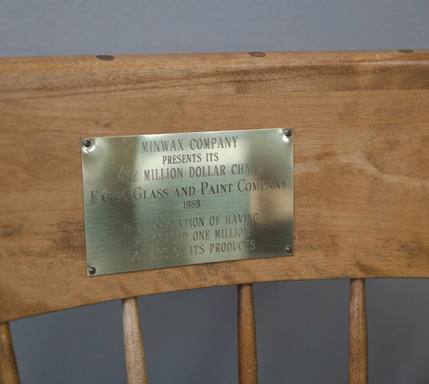 MINWAX COMPANY
PRESENTS ITS
ONE MILLION DOLLAR CHAIR
GLASS AND PAINT COMPANY
1989
IN APPRECIATION OF HAVING
ONE MILLION
OF ITS PRODUCTS